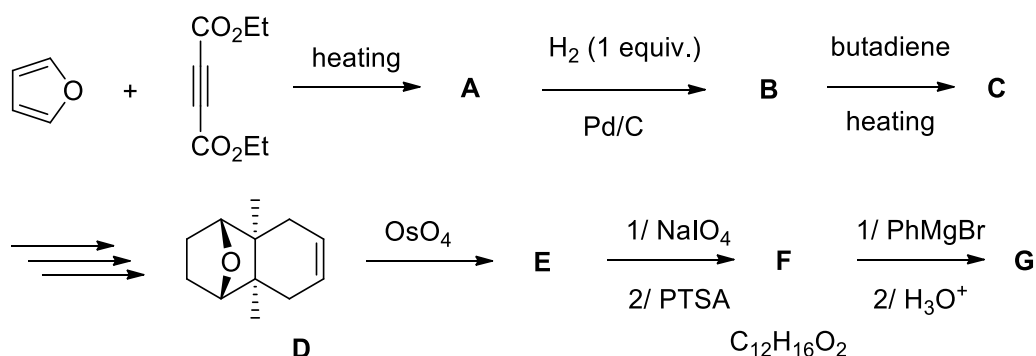 CO₂Et
O
+
CO₂Et
heating
A
H₂ (1 equiv.)
Pd/C
B
butadiene
heating
C
O
D
OsO₄
E
1/ NaIO₄
2/ PTSA
F
C₁₂H₁₆O₂
1/ PhMgBr
2/ H₃O⁺
G